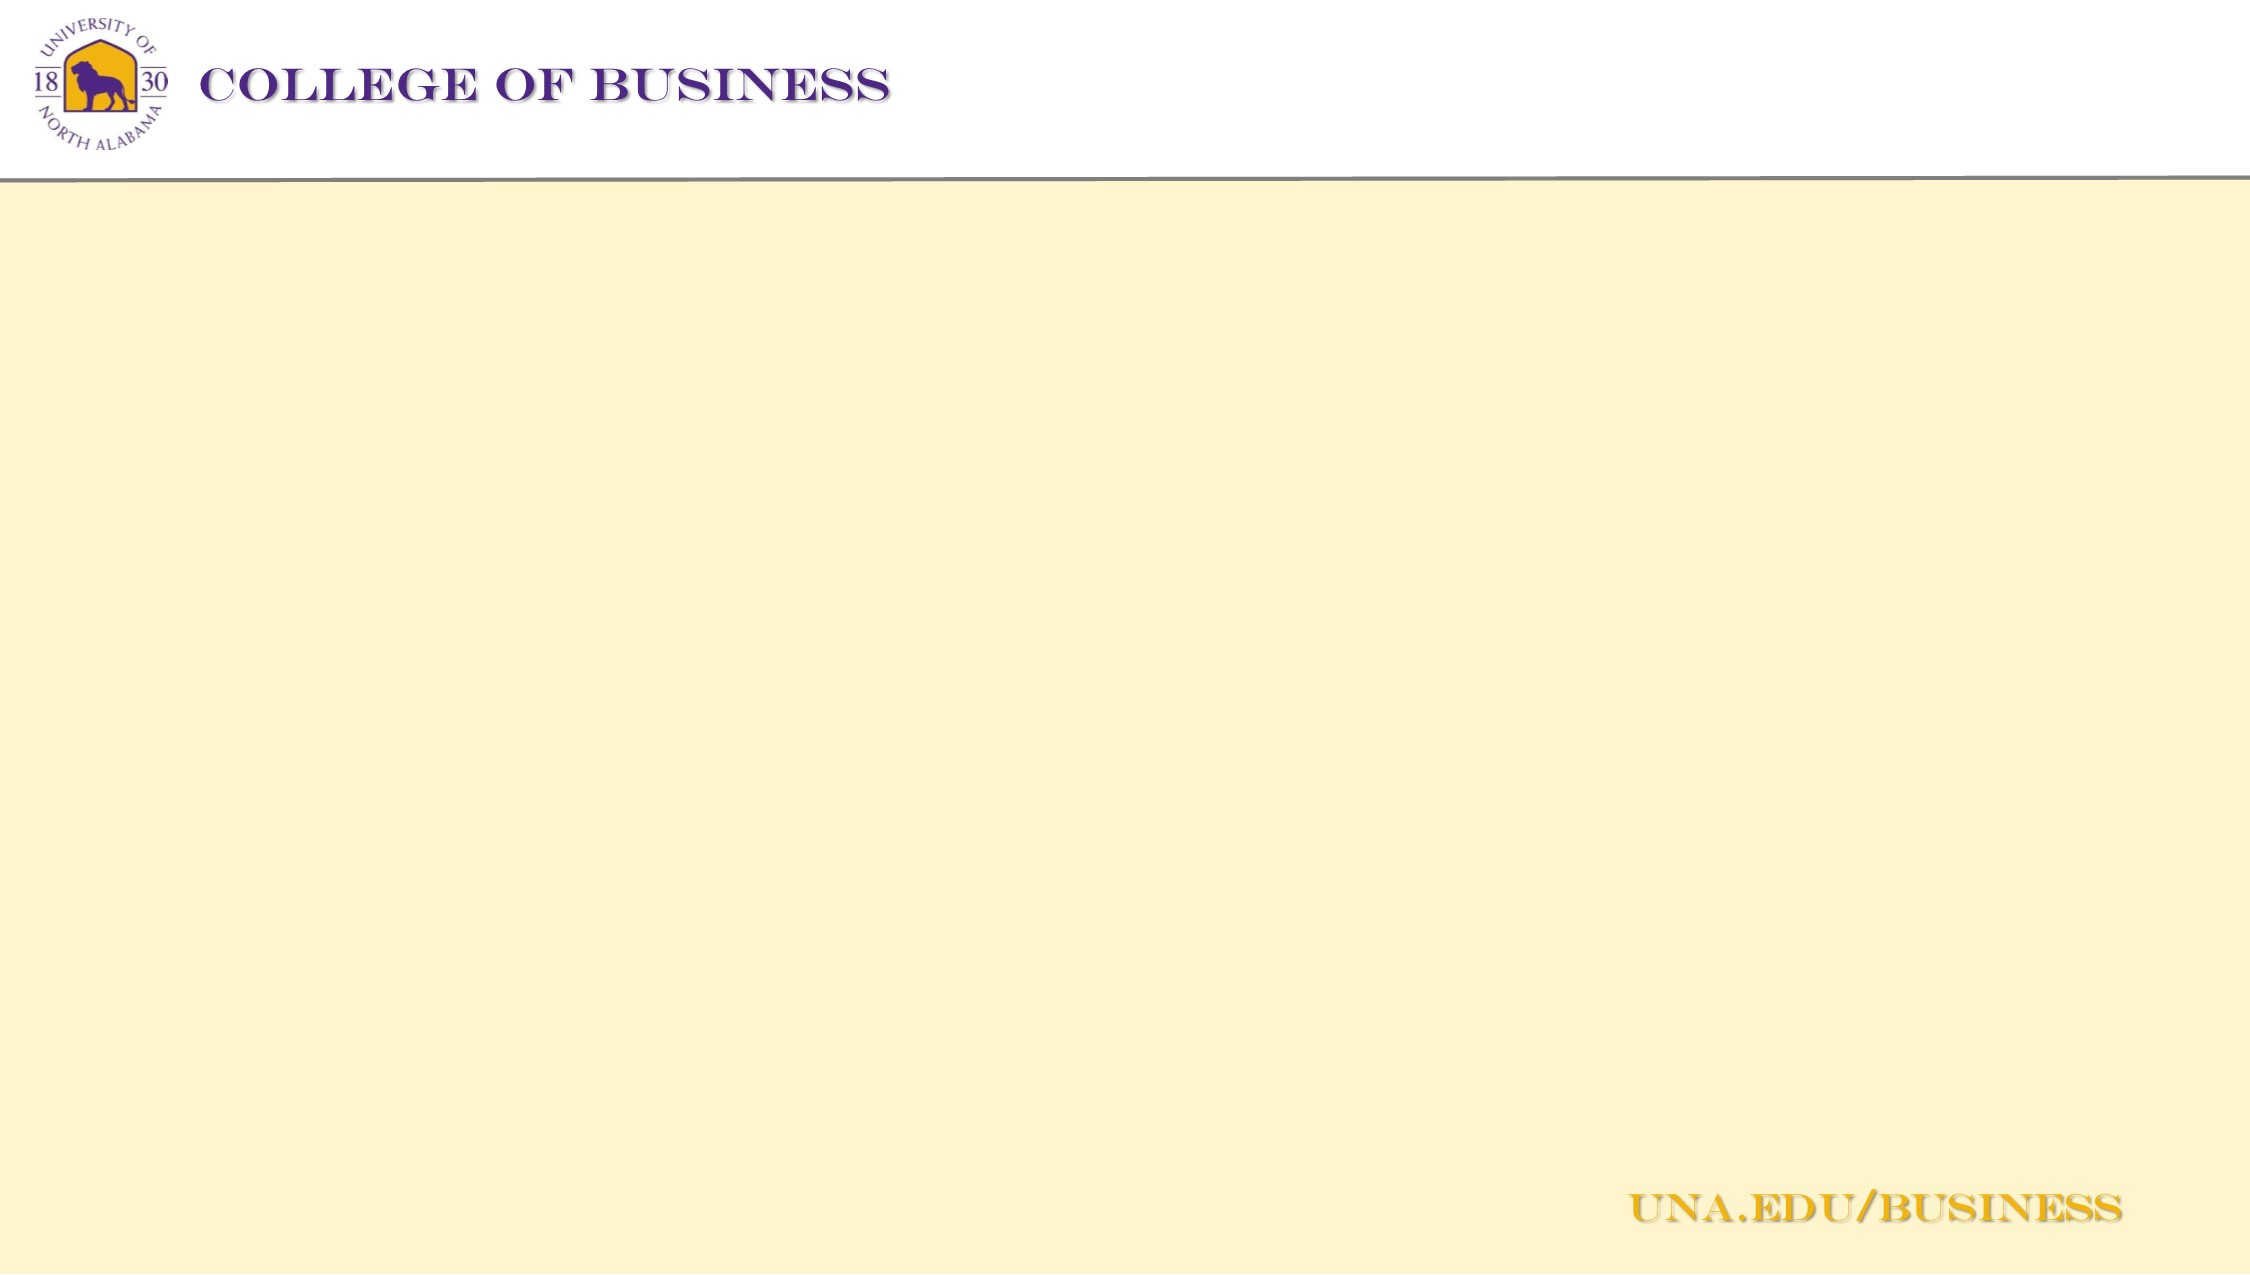 UNIVERSITY OF
18 30
NORTH ALABAMA
COLLEGE OF BUSINESS
UNA.EDU/BUSINESS